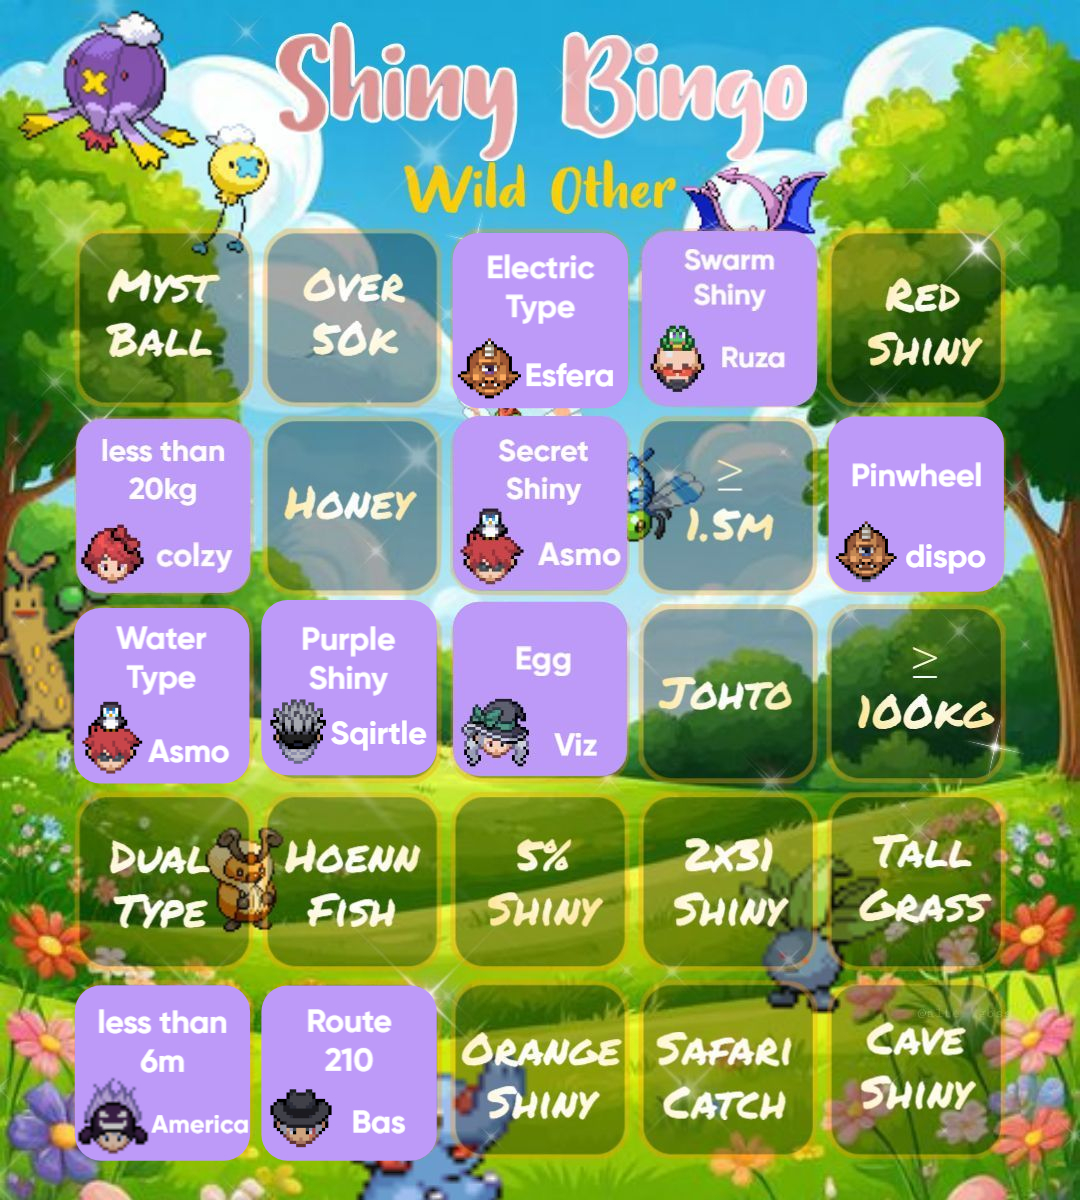 Shiny Bingo
Wild Other
MYST
BALL
OVER
50K
Electric
Type
Esfera
Swarm
Shiny
Ruza
RED
SHINY
less than
20kg
colzy
HONEY
Secret
Shiny
Asmo
≥
1.5M
Pinwheel
dispo
Water
Type
Asmo
Purple
Shiny
Sqirtle
Egg
Viz
JOHTO
≥
100KG
DUAL
TYPE
HOENN
FISH
5%
SHINY
2X31
SHINY
TALL
GRASS
less than
6m
America
Route
210
Bas
ORANGE
SHINY
SAFARI
CATCH
CAVE
SHINY